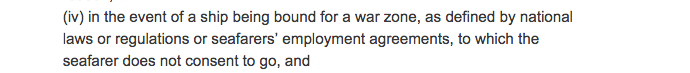 (iv) in the event of a ship being bound for a war zone, as defined by national
laws or regulations or seafarers’ employment agreements, to which the
seafarer does not consent to go, and